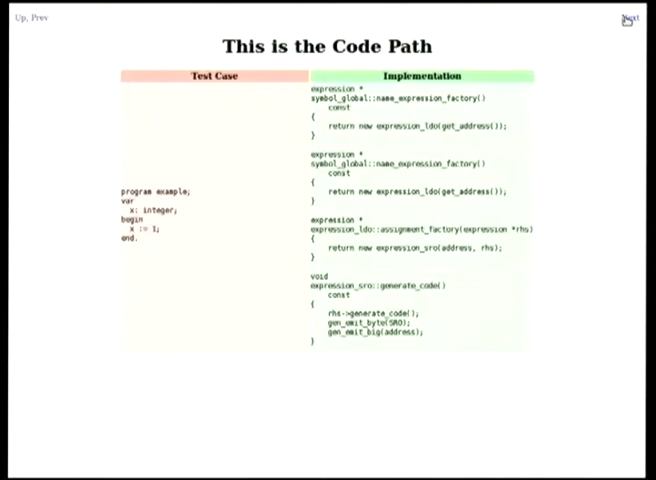 Up, Prev
Next
This is the Code Path
Test Case
Implementation
program example;
var
  x: integer;
begin
  x := 1;
end.
expression *
symbol_global::name_expression_factory()
    const
{
    return new expression_ldo(get_address());
}
expression *
symbol_global::name_expression_factory()
    const
{
    return new expression_ldo(get_address());
}
expression *
expression_ldo::assignment_factory(expression *rhs)
{
    return new expression_sro(address, rhs);
}
void
expression_sro::generate_code()
    const
{
    rhs->generate_code();
    gen_emit_byte(SRO);
    gen_emit_big(address);
}